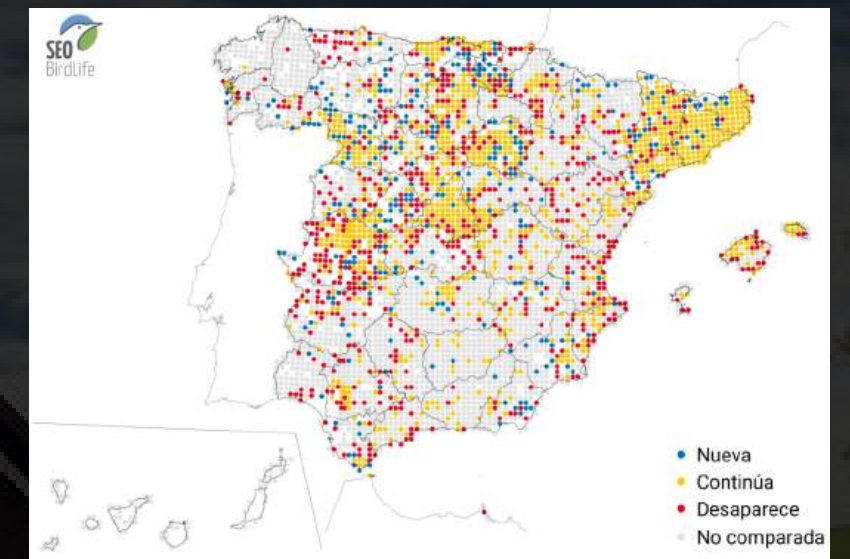 SEO
BirdLife
Nueva
Continúa
Desaparece
No comparada